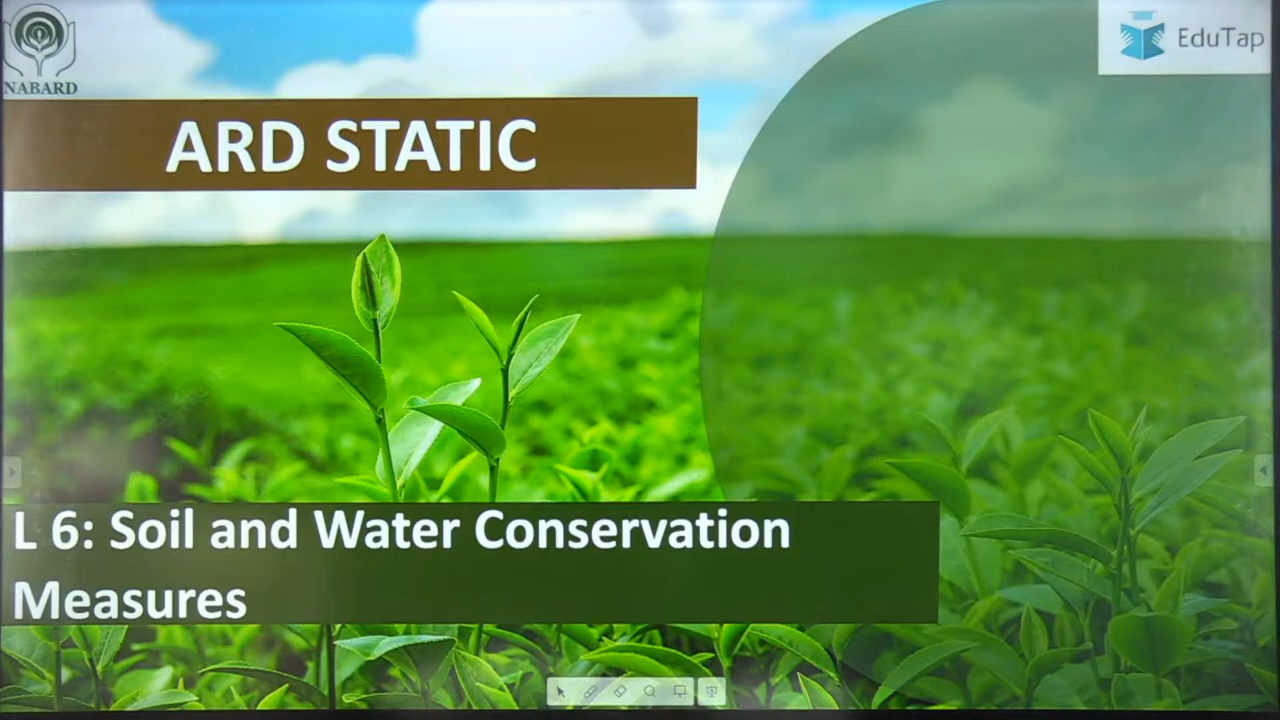 NABARD
EduTap
ARD STATIC
L 6: Soil and Water Conservation
Measures